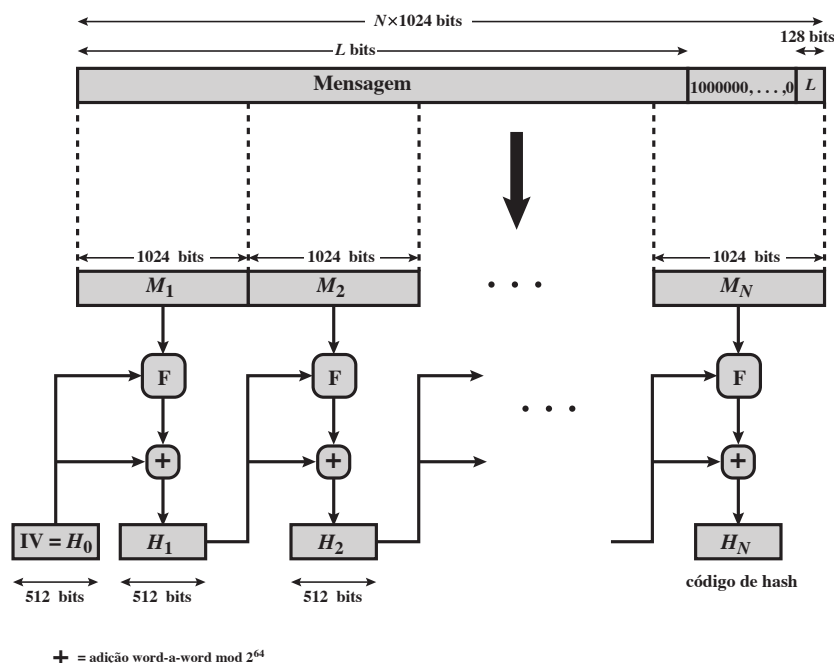 N×1024 bits
L bits
128 bits
Mensagem
1000000, . . . ,0
L
1024 bits
1024 bits
1024 bits
M1
M2
. . .
MN
F
F
F
. . .
+
+
+
IV = H0
H1
H2
HN
512 bits
512 bits
512 bits
código de hash
+ = adição word-a-word mod 2^64